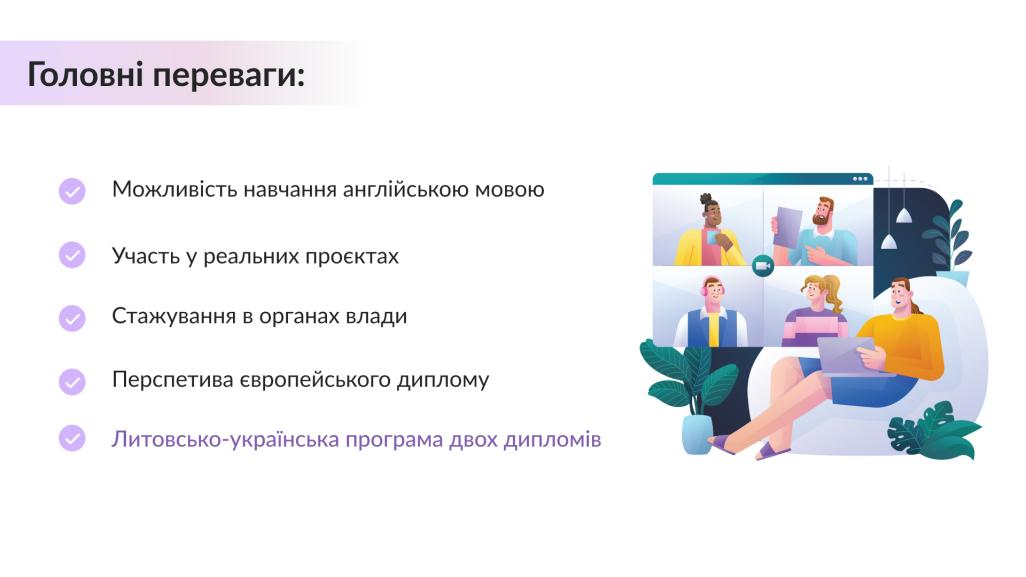 Головні переваги:
Можливість навчання англійською мовою
Участь у реальних проєктах
Стажування в органах влади
Перспетива європейського диплому
Литовсько-українська програма двох дипломів